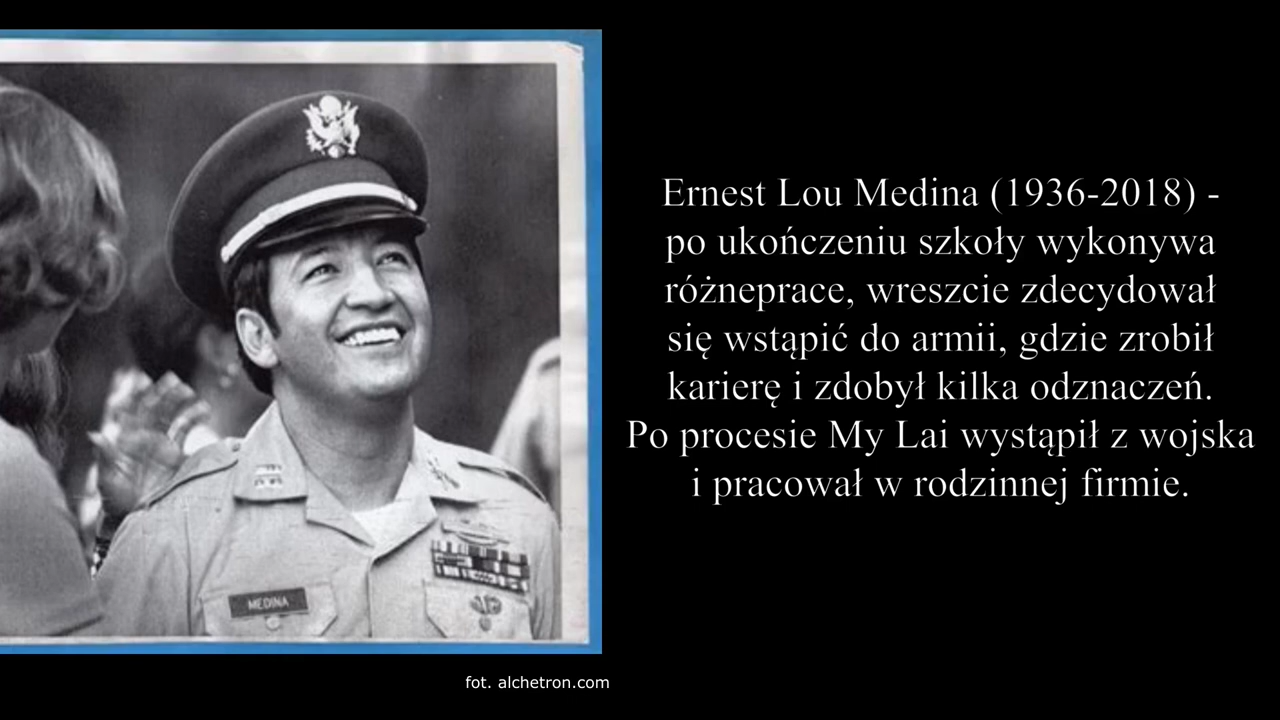 Ernest Lou Medina (1936-2018) -
po ukończeniu szkoły wykonywa
różneprace, wreszcie zdecydował
się wstąpić do armii, gdzie zrobił
karierę i zdobył kilka odznaczeń.
Po procesie My Lai wystąpił z wojska
i pracował w rodzinnej firmie.
MEDINA
fot. alchetron.com